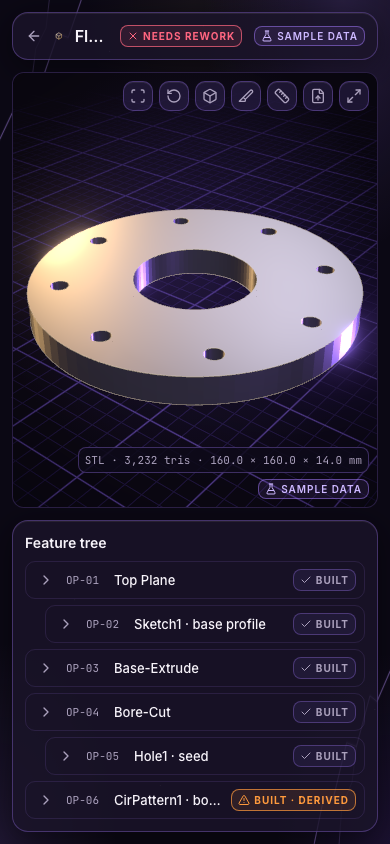 Fl...
NEEDS REWORK
SAMPLE DATA
STL · 3,232 tris · 160.0 × 160.0 × 14.0 mm
SAMPLE DATA
Feature tree
OP-01 Top Plane BUILT
OP-02 Sketch1 · base profile BUILT
OP-03 Base-Extrude BUILT
OP-04 Bore-Cut BUILT
OP-05 Hole1 · seed BUILT
OP-06 CirPattern1 · bo... BUILT · DERIVED